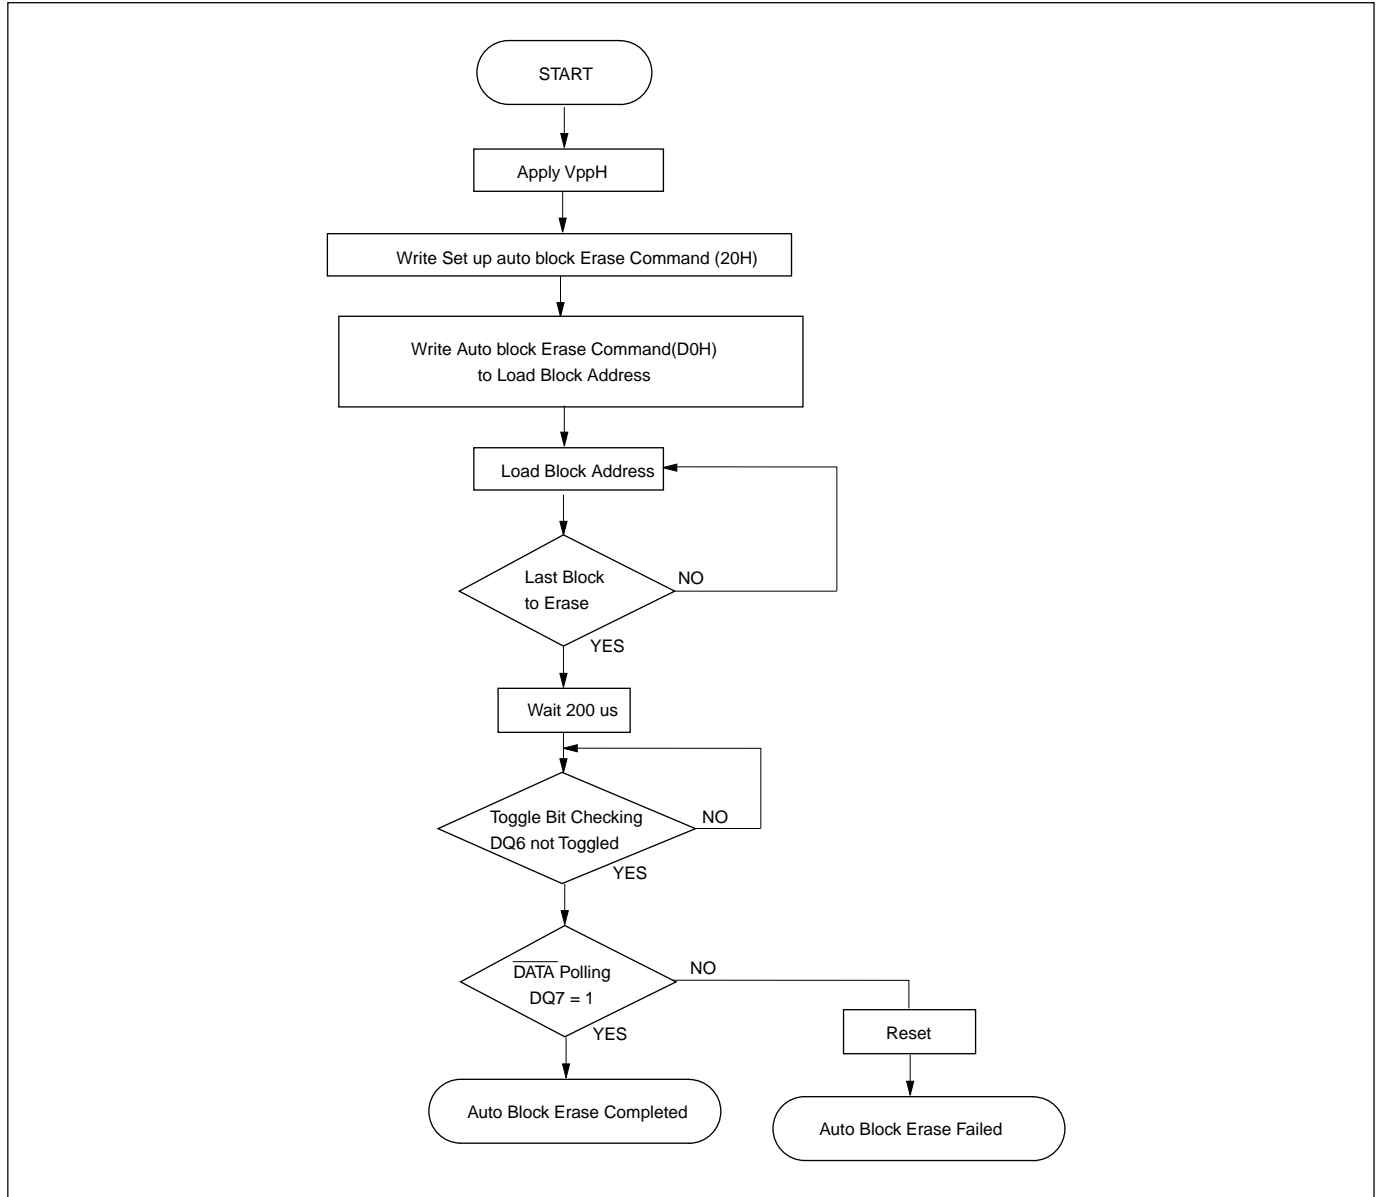 START
Apply VppH
Write Set up auto block Erase Command (20H)
Write Auto block Erase Command(D0H)
to Load Block Address
Load Block Address
Last Block
to Erase
NO
YES
Wait 200 us
Toggle Bit Checking
DQ6 not Toggled
NO
YES
D̅A̅T̅A̅ Polling
DQ7 = 1
NO
YES
Reset
Auto Block Erase Completed
Auto Block Erase Failed